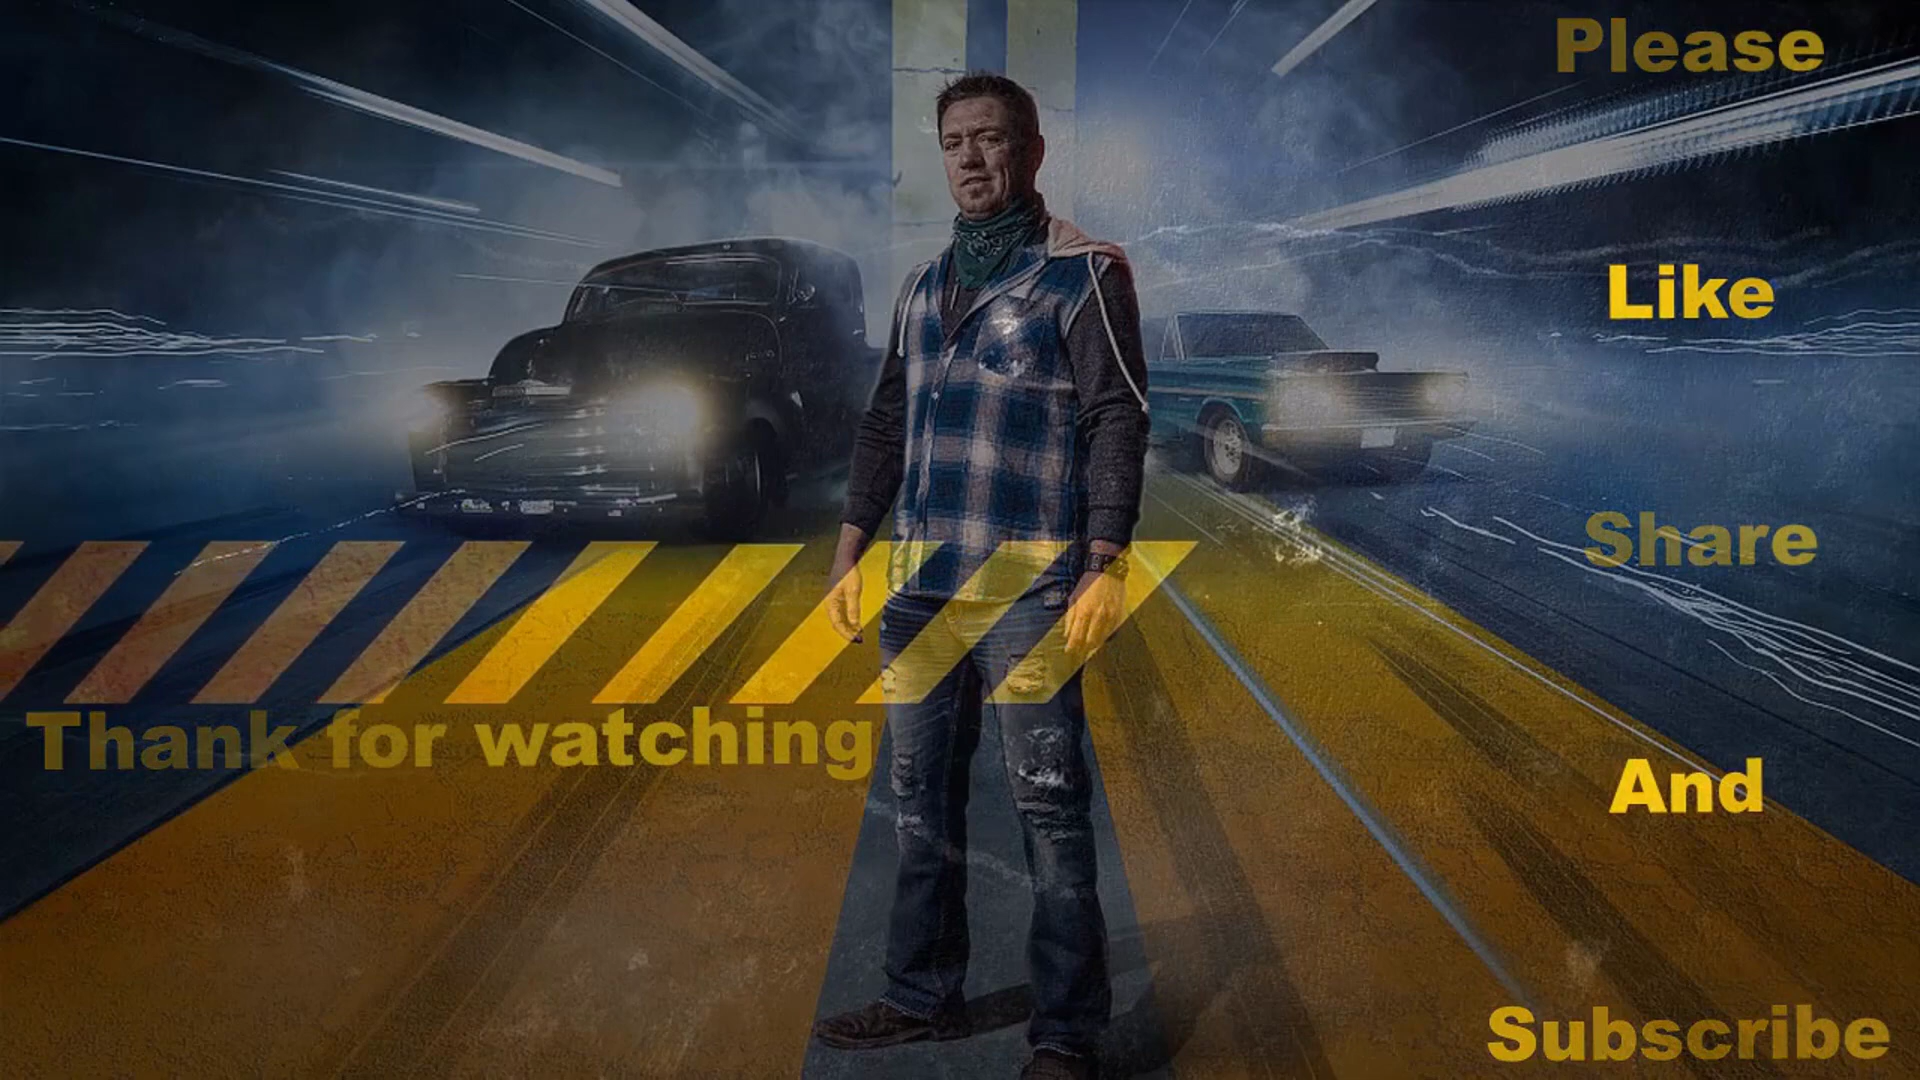 Please
Like
Share
Thank for watching
And
Subscribe